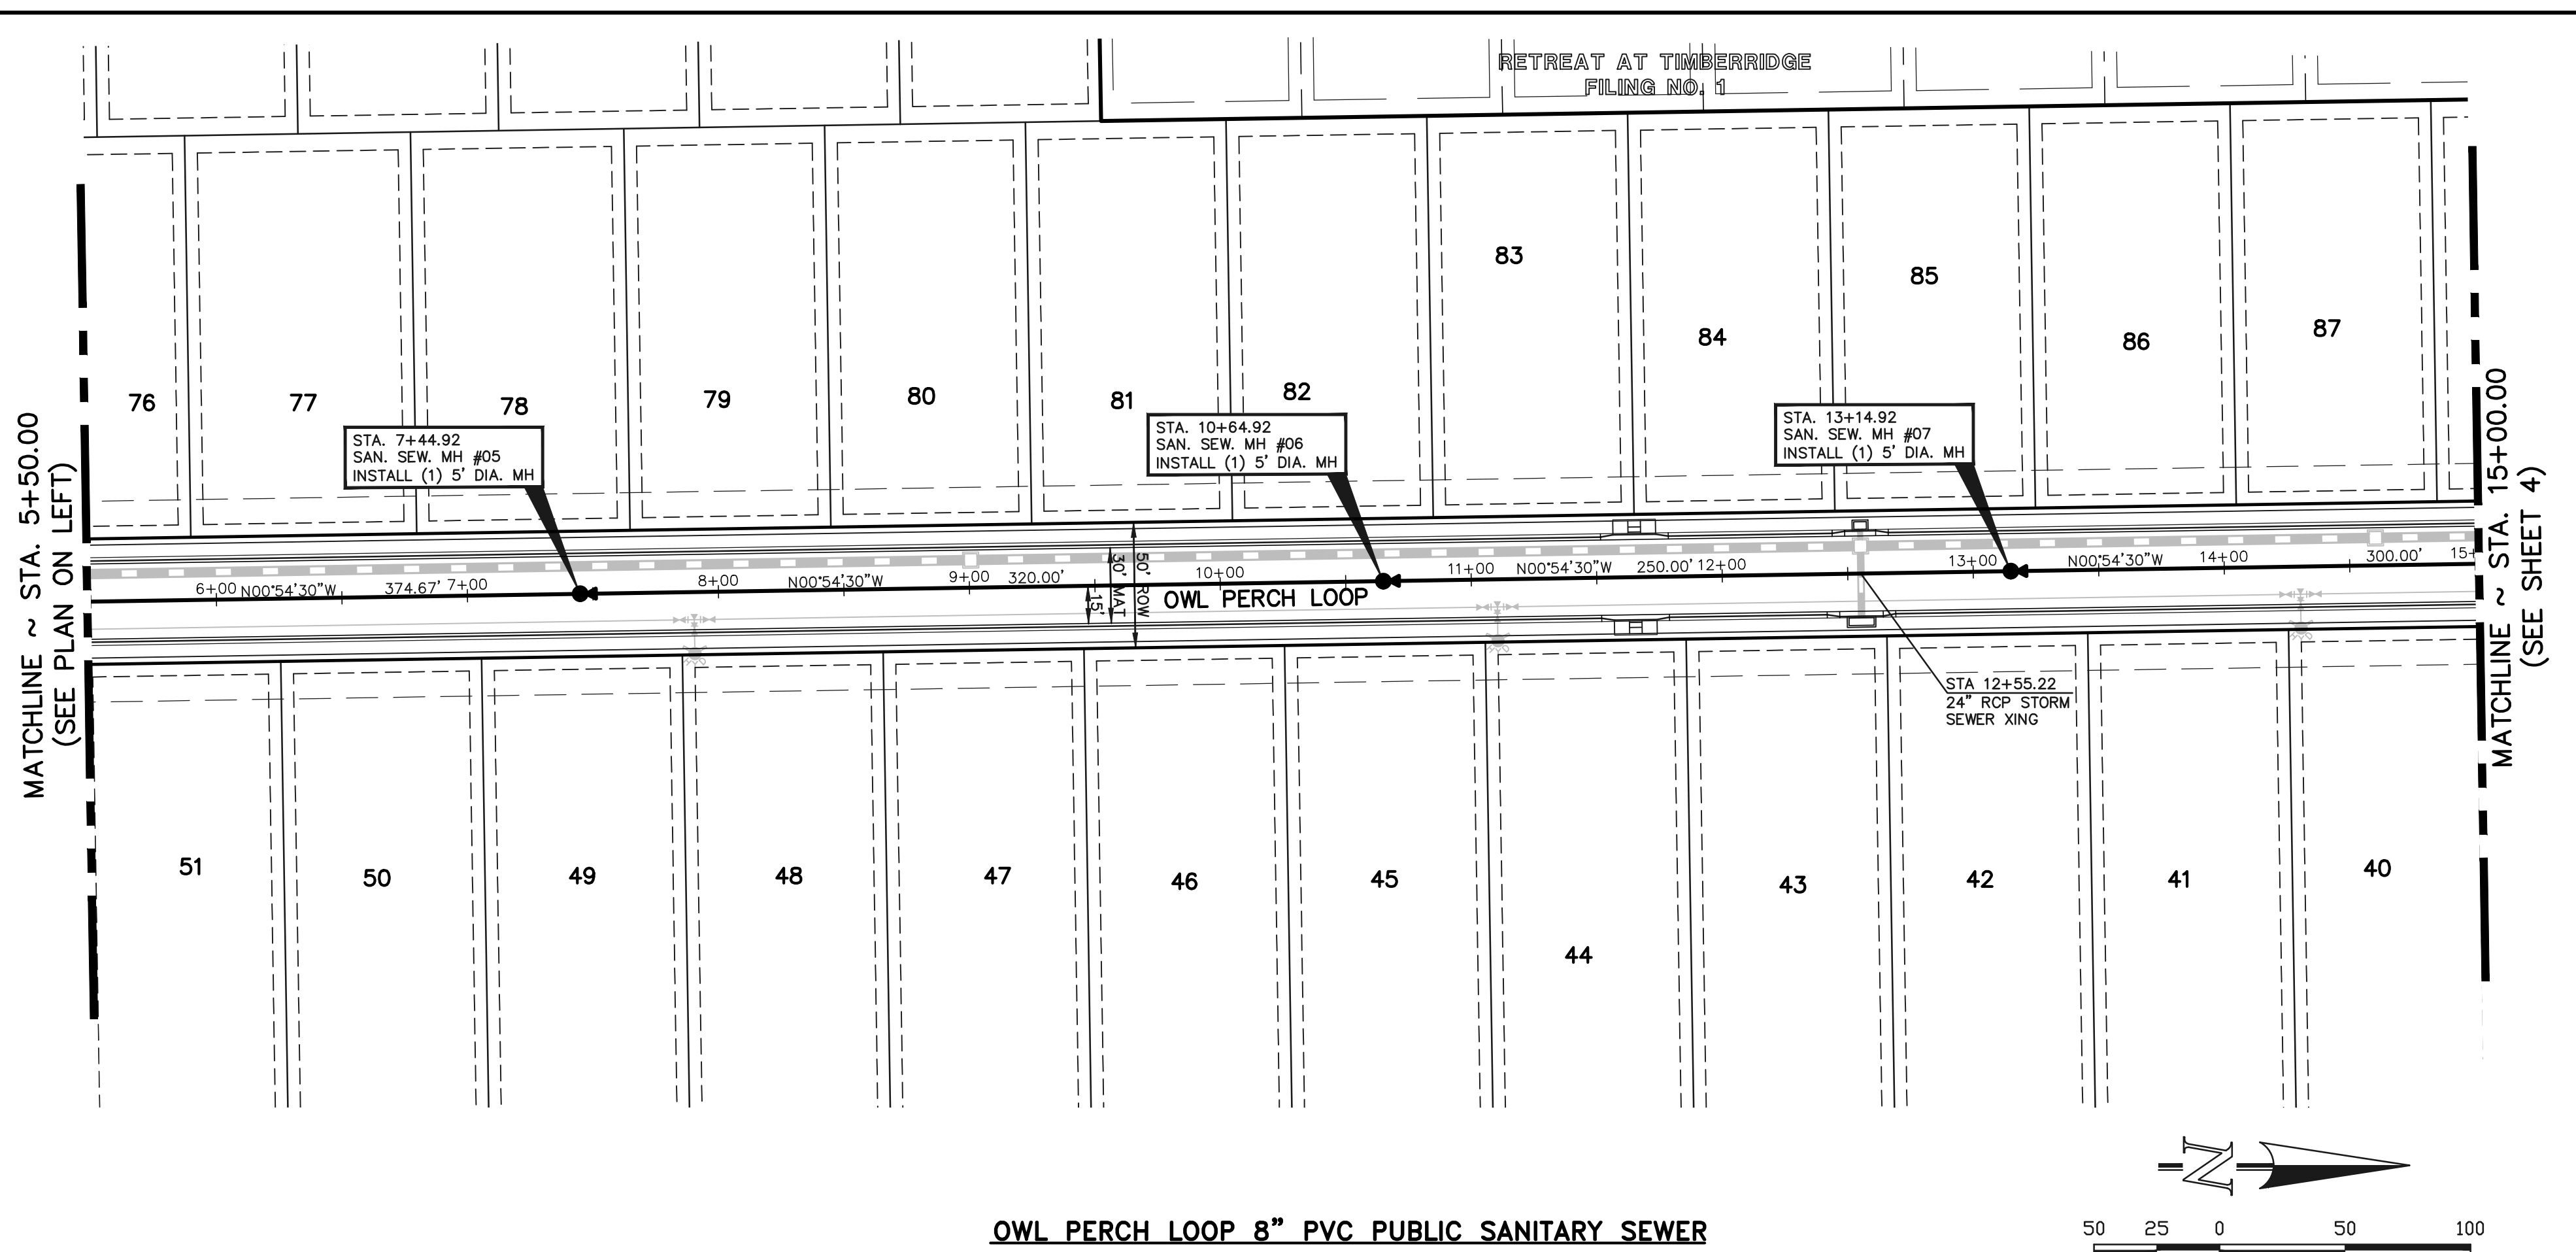 RETREAT AT TIMBERRIDGE
FILING NO. 1
MATCHLINE ~ STA. 5+50.00
(SEE PLAN ON LEFT)
76
77
78
79
80
81
82
83
84
85
86
87
STA. 7+44.92
SAN. SEW. MH #05
INSTALL (1) 5' DIA. MH
STA. 10+64.92
SAN. SEW. MH #06
INSTALL (1) 5' DIA. MH
STA. 13+14.92
SAN. SEW. MH #07
INSTALL (1) 5' DIA. MH
MATCHLINE ~ STA. 15+00.00
(SEE SHEET 4)
6+00 N00°54'30"W 374.67' 7+00 8+00 N00°54'30"W 9+00 320.00' 10+00 11+00 N00°54'30"W 250.00' 12+00 13+00 N00°54'30"W 14+00 300.00' 15+
15'
30' MAT
50' ROW
OWL PERCH LOOP
STA 12+55.22
24" RCP STORM
SEWER XING
51
50
49
48
47
46
45
44
43
42
41
40
N
OWL PERCH LOOP 8" PVC PUBLIC SANITARY SEWER
50 25 0 50 100